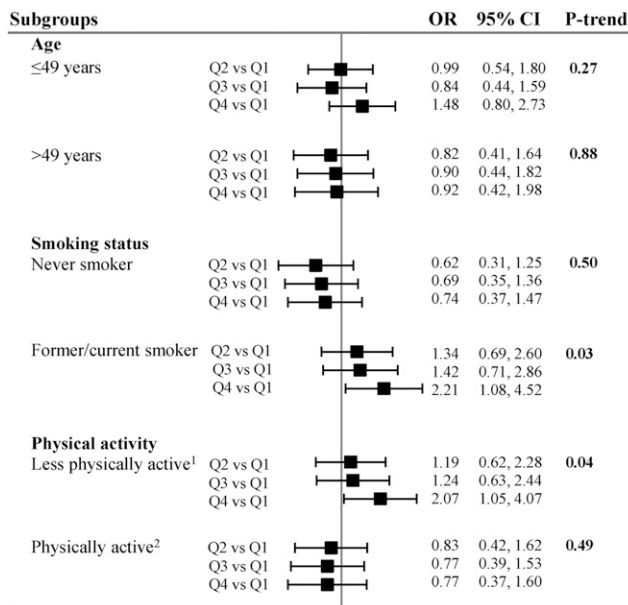 Subgroups OR 95% CI P-trend
Age
≤49 years Q2 vs Q1 0.99 0.54, 1.80 0.27
Q3 vs Q1 0.84 0.44, 1.59
Q4 vs Q1 1.48 0.80, 2.73
>49 years Q2 vs Q1 0.82 0.41, 1.64 0.88
Q3 vs Q1 0.90 0.44, 1.82
Q4 vs Q1 0.92 0.42, 1.98
Smoking status
Never smoker Q2 vs Q1 0.62 0.31, 1.25 0.50
Q3 vs Q1 0.69 0.35, 1.36
Q4 vs Q1 0.74 0.37, 1.47
Former/current smoker Q2 vs Q1 1.34 0.69, 2.60 0.03
Q3 vs Q1 1.42 0.71, 2.86
Q4 vs Q1 2.21 1.08, 4.52
Physical activity
Less physically active¹ Q2 vs Q1 1.19 0.62, 2.28 0.04
Q3 vs Q1 1.24 0.63, 2.44
Q4 vs Q1 2.07 1.05, 4.07
Physically active² Q2 vs Q1 0.83 0.42, 1.62 0.49
Q3 vs Q1 0.77 0.39, 1.53
Q4 vs Q1 0.77 0.37, 1.60